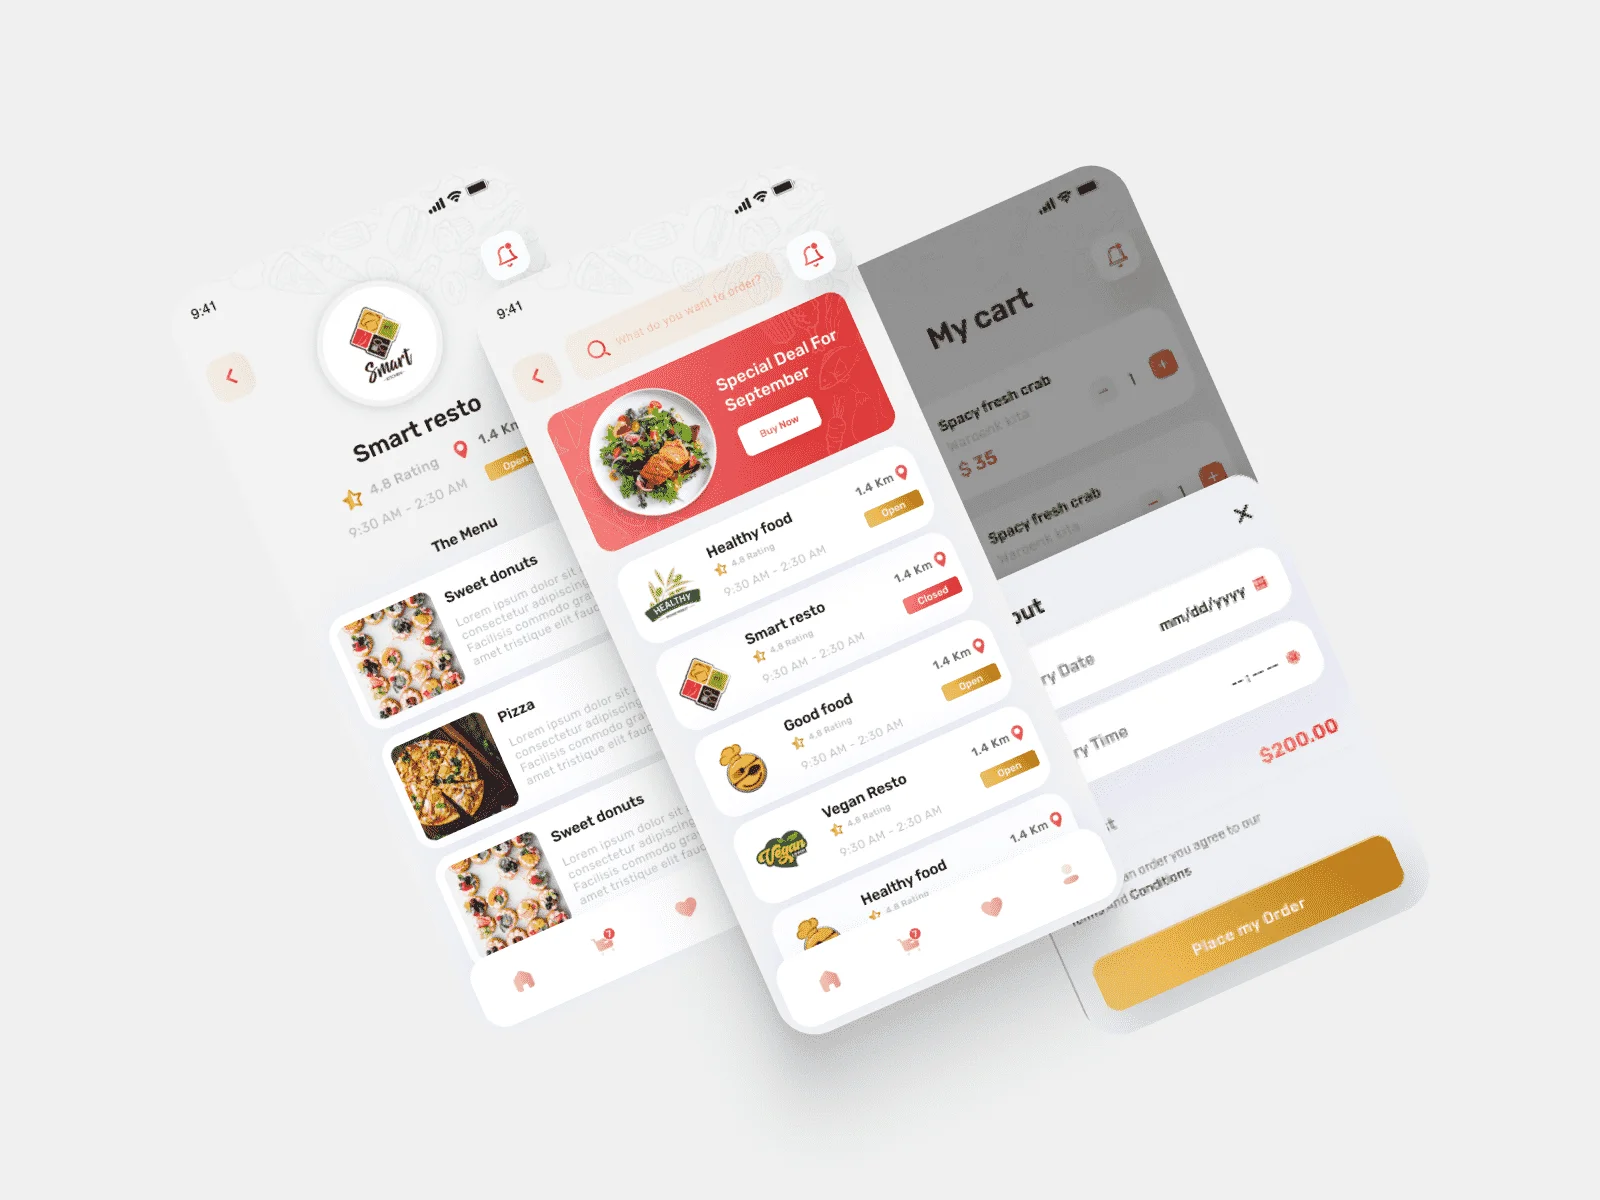 9:41
Smart
KITCHEN
Smart resto
4.8 Rating
1.4 Km
9:30 AM - 2:30 AM
Open
The Menu
Sweet donuts
Lorem ipsum dolor sit
consectetur adipiscing
Facilisis commodo gra
amet tristique elit fauc
Pizza
Lorem ipsum dolor sit
consectetur adipiscing
Facilisis commodo gra
amet tristique elit fauc
Sweet donuts
Lorem ipsum dolor sit
consectetur adipiscing
Facilisis commodo gra
amet tristique elit fauc
7
9:41
What do you want to order?
Special Deal For
September
Buy Now
Healthy food
4.8 Rating
9:30 AM - 2:30 AM
1.4 Km
Open
HEALTHY
Smart resto
4.8 Rating
9:30 AM - 2:30 AM
1.4 Km
Closed
Good food
4.8 Rating
9:30 AM - 2:30 AM
1.4 Km
Open
Vegan Resto
4.8 Rating
9:30 AM - 2:30 AM
1.4 Km
Open
Vegan
Healthy food
4.8 Rating
1.4 Km
7
My cart
Spacy fresh crab
Waroenk kita
$ 35
1
Spacy fresh crab
Waroenk kita
1
out
mm/dd/yyyy
ry Date
--:-- --
ry Time
$200.00
t
an order you agree to our
Terms and Conditions
Place my Order